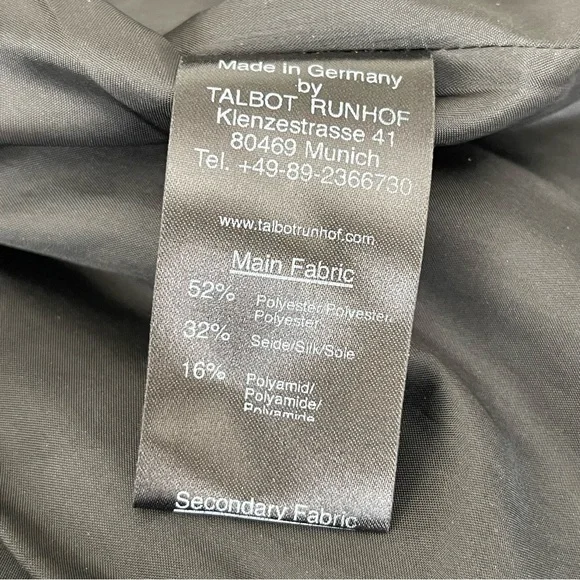 Made In Germany
by
TALBOT RUNHOF
Klenzestrasse 41
80469 Munich
Tel. +49-89-2366730
www.talbotrunhof.com
Main Fabric
52% Polyester/Polyester/
Polyester
32% Seide/Silk/Soie
16% Polyamid/
Polyamide/
Polyamide
Secondary Fabric